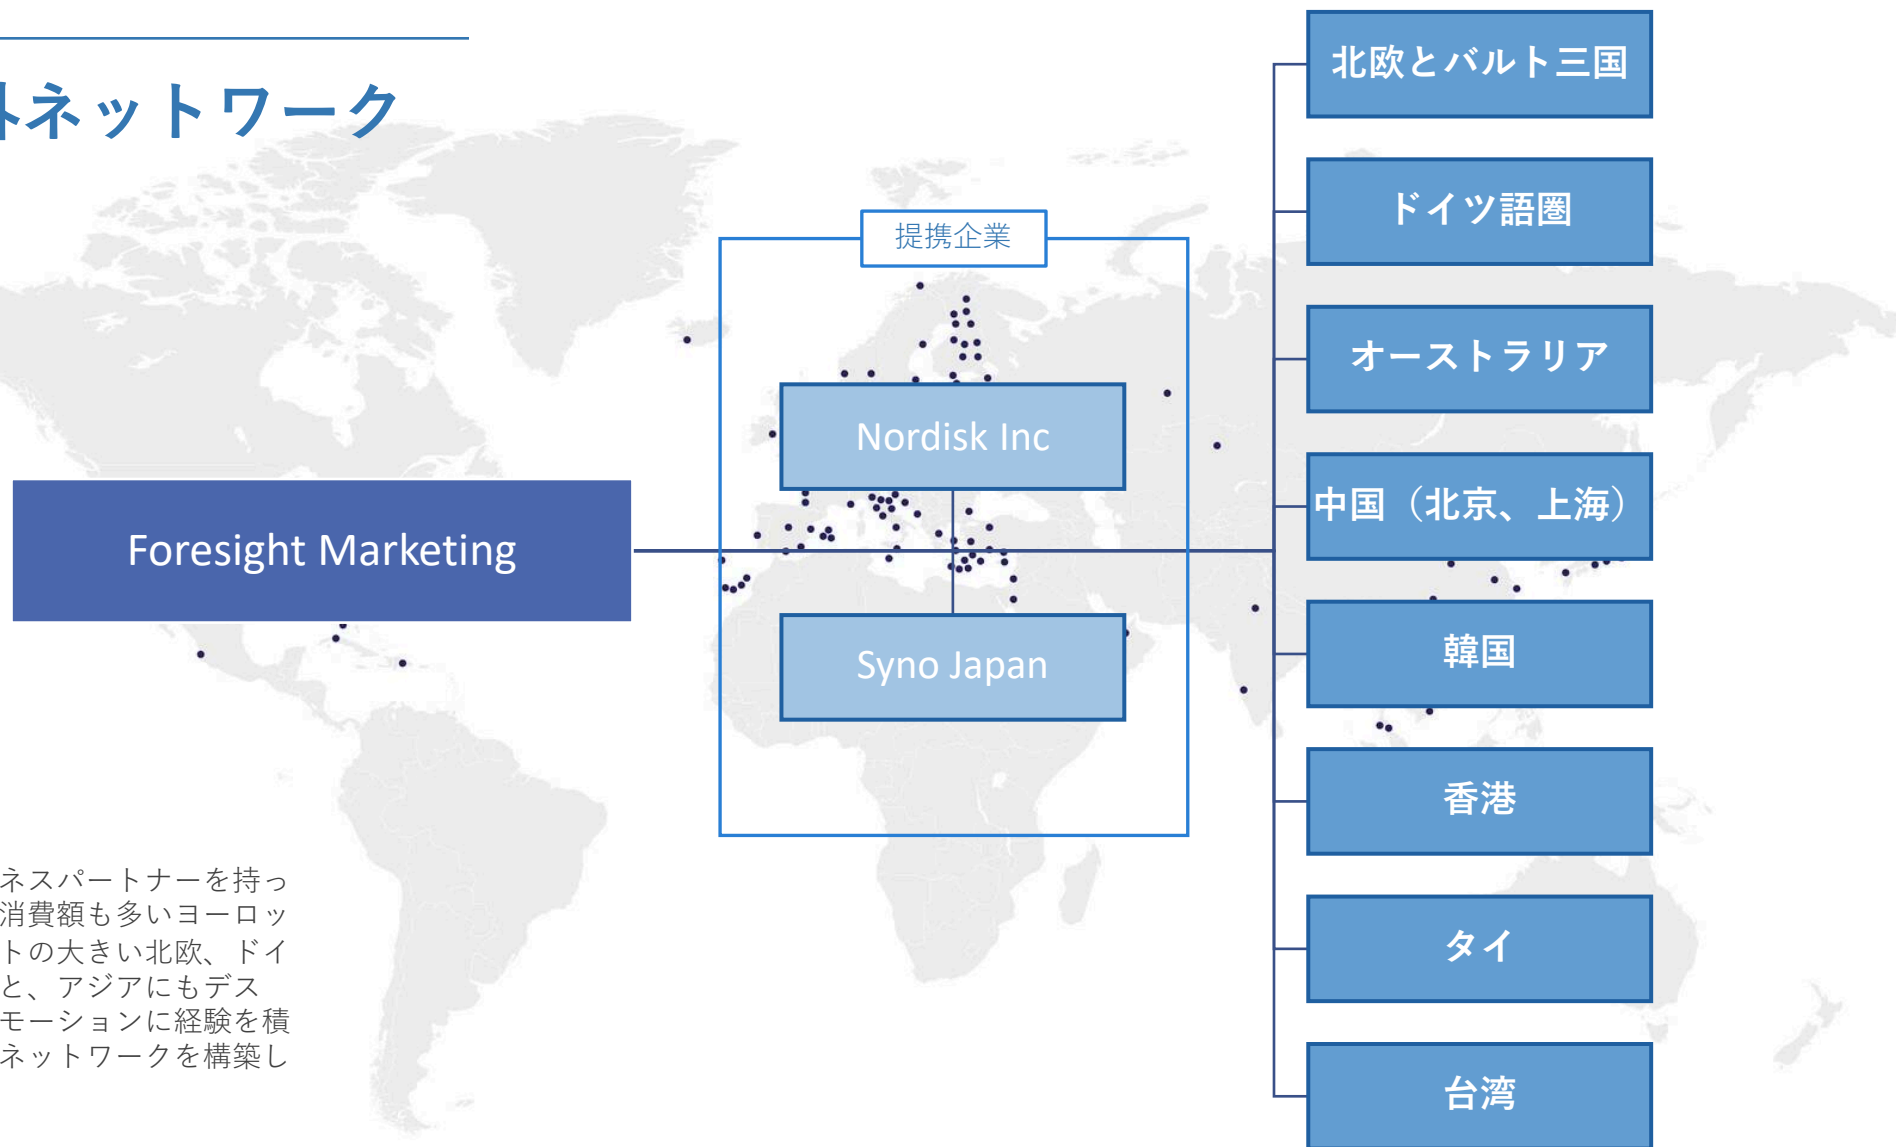 ネットワーク
提携企業
Nordisk Inc
Foresight Marketing
Syno Japan
北欧とバルト三国
ドイツ語圏
オーストラリア
中国（北京、上海）
韓国
香港
タイ
台湾
ネスパートナーを持っ
消費額も多いヨーロッ
トの大きい北欧、ドイ
と、アジアにもデス
モーションに経験を積
ネットワークを構築し